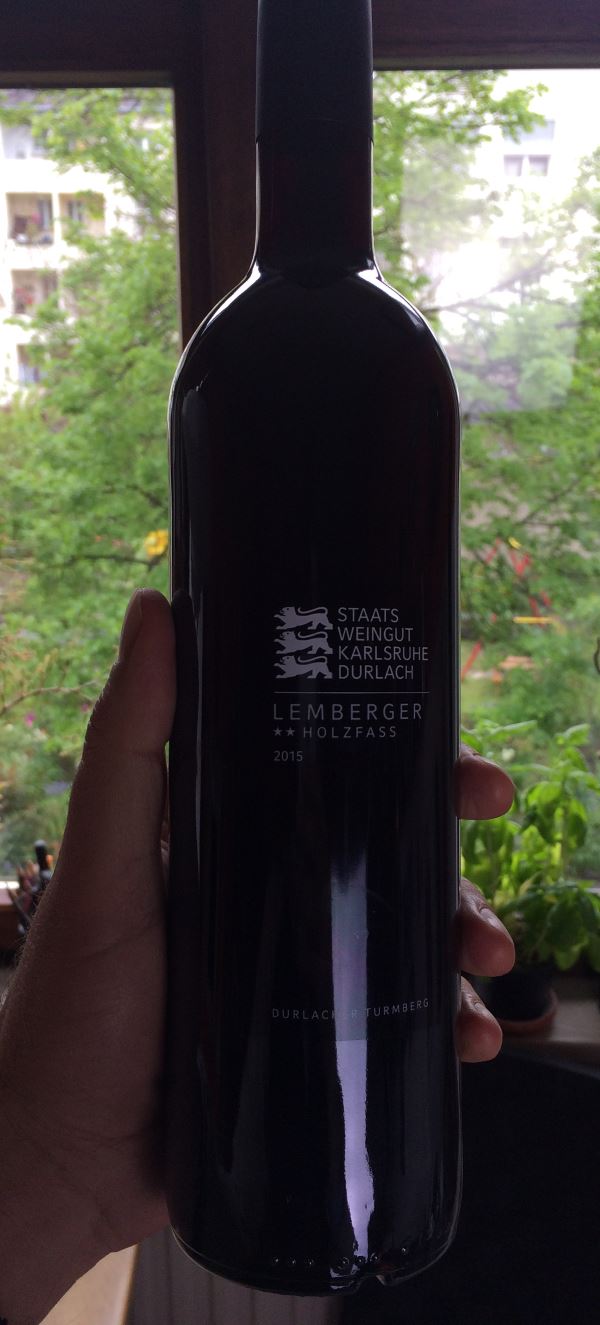 STAATS
WEINGUT
KARLSRUHE
DURLACH
LEMBERGER
★★ HOLZFASS
2015
DURLACHER TURMBERG